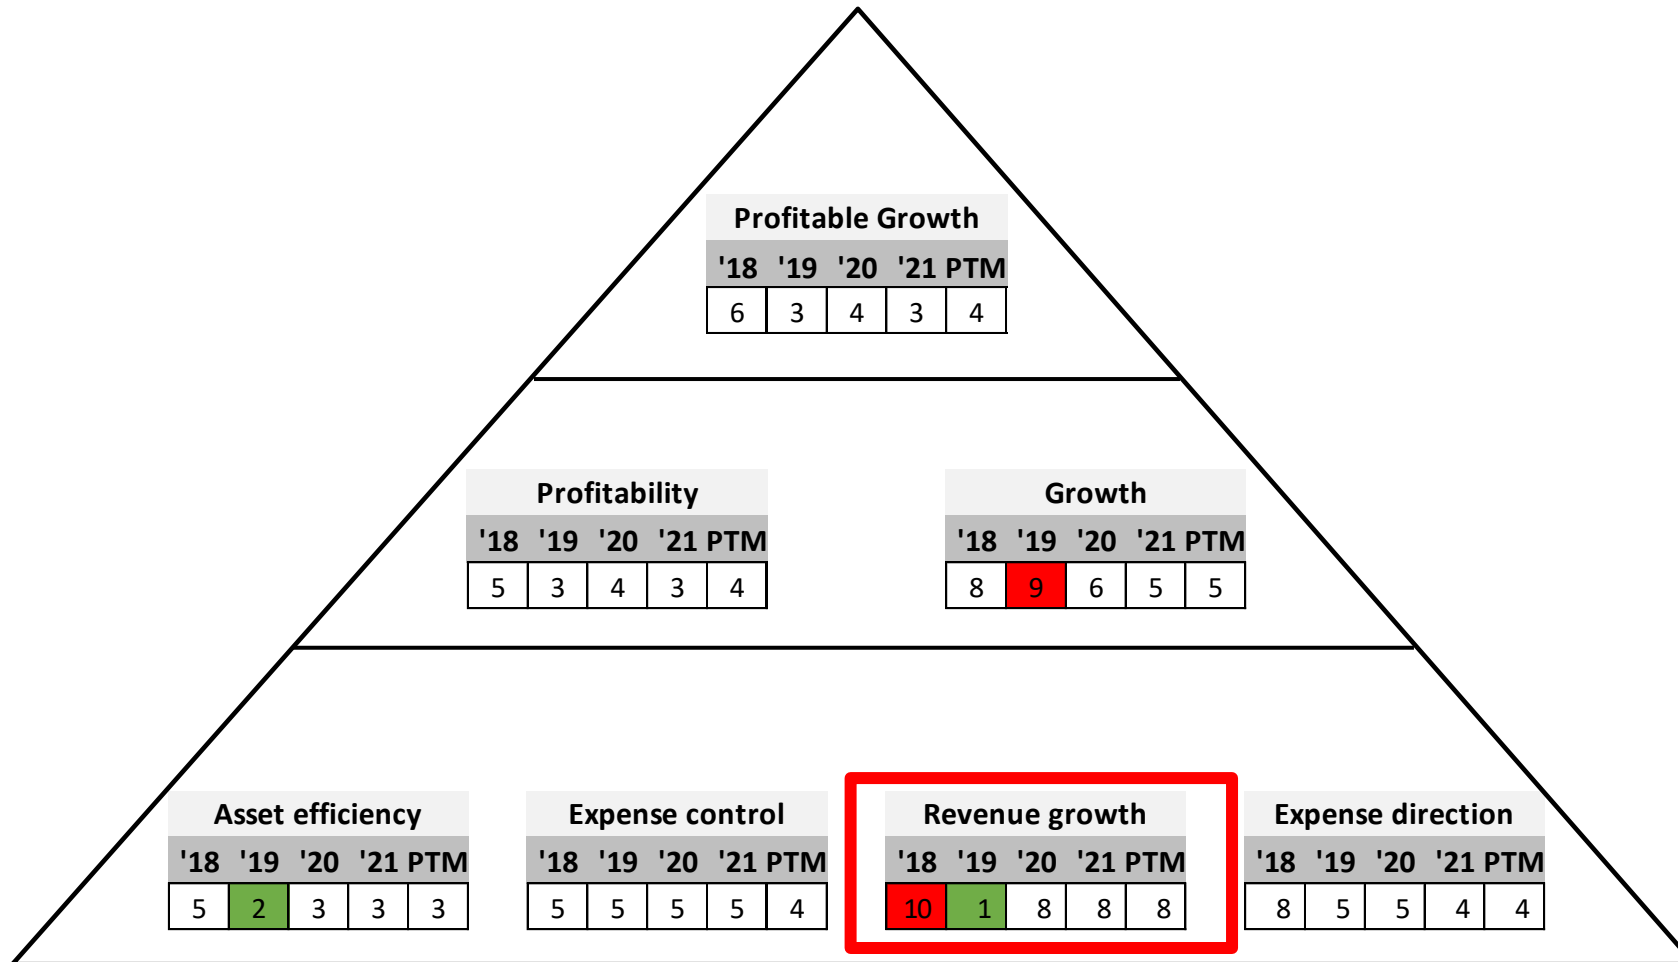 Profitable Growth
'18 '19 '20 '21 PTM
6 3 4 3 4
Profitability
'18 '19 '20 '21 PTM
5 3 4 3 4
Growth
'18 '19 '20 '21 PTM
8 9 6 5 5
Asset efficiency
'18 '19 '20 '21 PTM
5 2 3 3 3
Expense control
'18 '19 '20 '21 PTM
5 5 5 5 4
Revenue growth
'18 '19 '20 '21 PTM
10 1 8 8 8
Expense direction
'18 '19 '20 '21 PTM
8 5 5 4 4